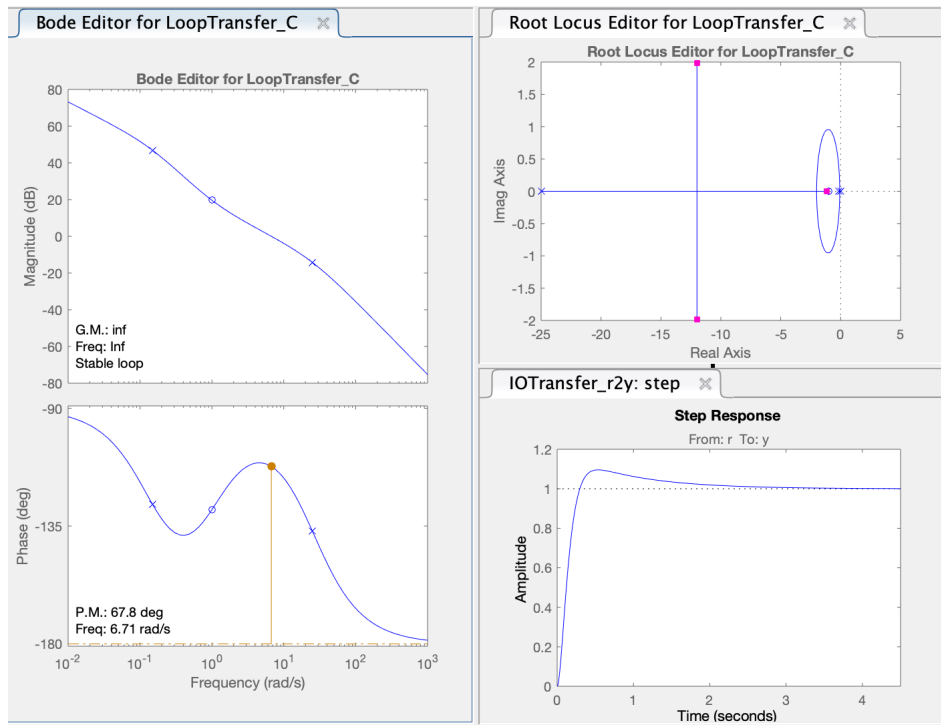 Bode Editor for LoopTransfer_C
Bode Editor for LoopTransfer_C
80
60
40
20
0
-20
-40
-60
-80
Magnitude (dB)
G.M.: inf
Freq: Inf
Stable loop
-90
-135
-180
Phase (deg)
P.M.: 67.8 deg
Freq: 6.71 rad/s
10^-2 10^-1 10^0 10^1 10^2 10^3
Frequency (rad/s)
Root Locus Editor for LoopTransfer_C
Root Locus Editor for LoopTransfer_C
2
1.5
1
0.5
0
-0.5
-1
-1.5
-2
Imag Axis
-25 -20 -15 -10 -5 0 5
Real Axis
IOTransfer_r2y: step
Step Response
From: r To: y
1.2
1
0.8
0.6
0.4
0.2
0
Amplitude
0 1 2 3 4
Time (seconds)